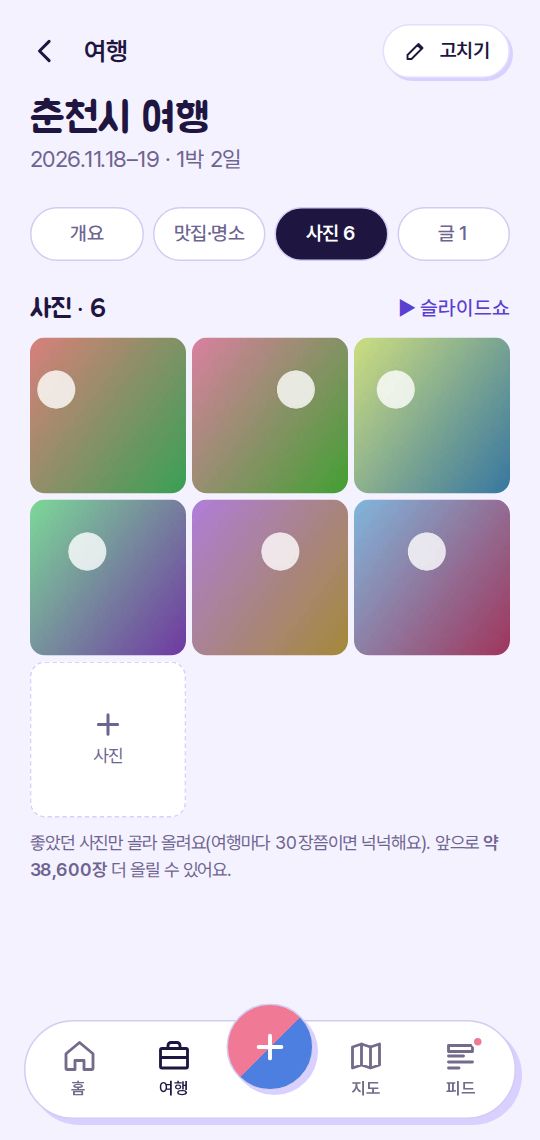 여행
고치기
춘천시 여행
2026.11.18–19 · 1박 2일
개요
맛집·명소
사진 6
글 1
사진 · 6
▶ 슬라이드쇼
사진
좋았던 사진만 골라 올려요(여행마다 30장쯤이면 넉넉해요). 앞으로 약
38,600장 더 올릴 수 있어요.
홈
여행
지도
피드